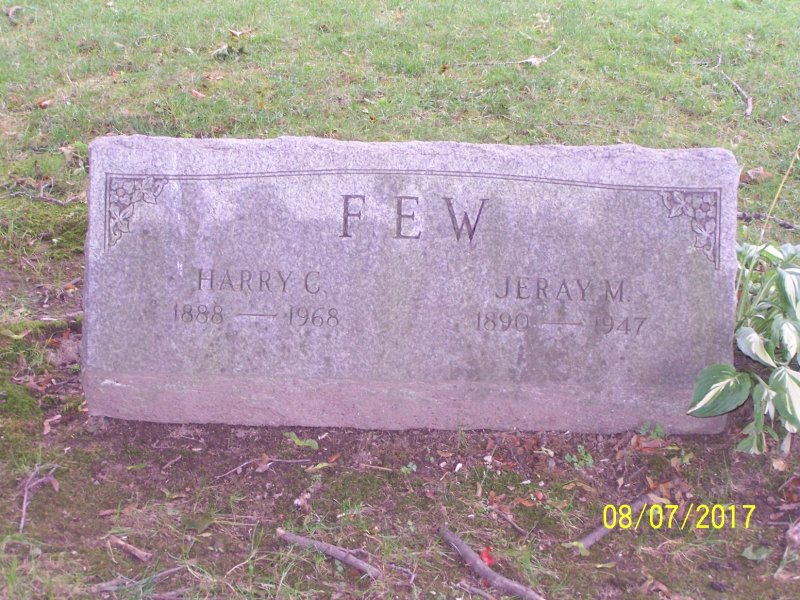 FEW
HARRY C.
1888 — 1968
JERAY M.
1890 — 1947
08/07/2017